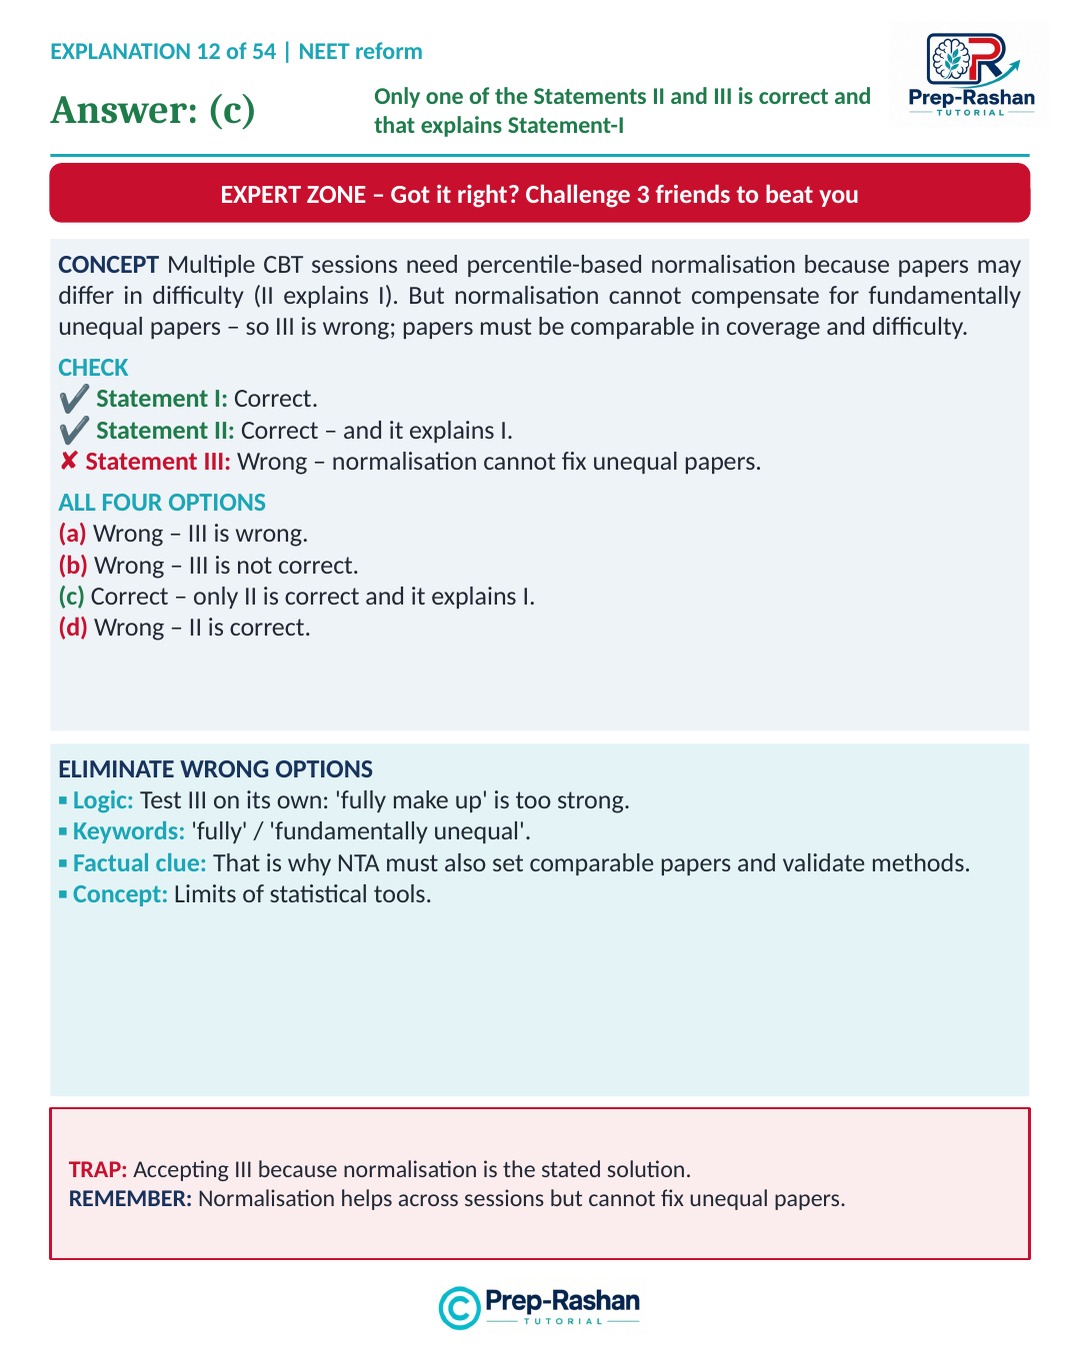 EXPLANATION 12 of 54 | NEET reform
Prep-Rashan
TUTORIAL
Answer: (c)
Only one of the Statements II and III is correct and
that explains Statement-I
EXPERT ZONE – Got it right? Challenge 3 friends to beat you
CONCEPT Multiple CBT sessions need percentile-based normalisation because papers may
differ in difficulty (II explains I). But normalisation cannot compensate for fundamentally
unequal papers – so III is wrong; papers must be comparable in coverage and difficulty.
CHECK
✔ Statement I: Correct.
✔ Statement II: Correct – and it explains I.
✘ Statement III: Wrong – normalisation cannot fix unequal papers.
ALL FOUR OPTIONS
(a) Wrong – III is wrong.
(b) Wrong – III is not correct.
(c) Correct – only II is correct and it explains I.
(d) Wrong – II is correct.
ELIMINATE WRONG OPTIONS
▪ Logic: Test III on its own: 'fully make up' is too strong.
▪ Keywords: 'fully' / 'fundamentally unequal'.
▪ Factual clue: That is why NTA must also set comparable papers and validate methods.
▪ Concept: Limits of statistical tools.
TRAP: Accepting III because normalisation is the stated solution.
REMEMBER: Normalisation helps across sessions but cannot fix unequal papers.
© Prep-Rashan
TUTORIAL